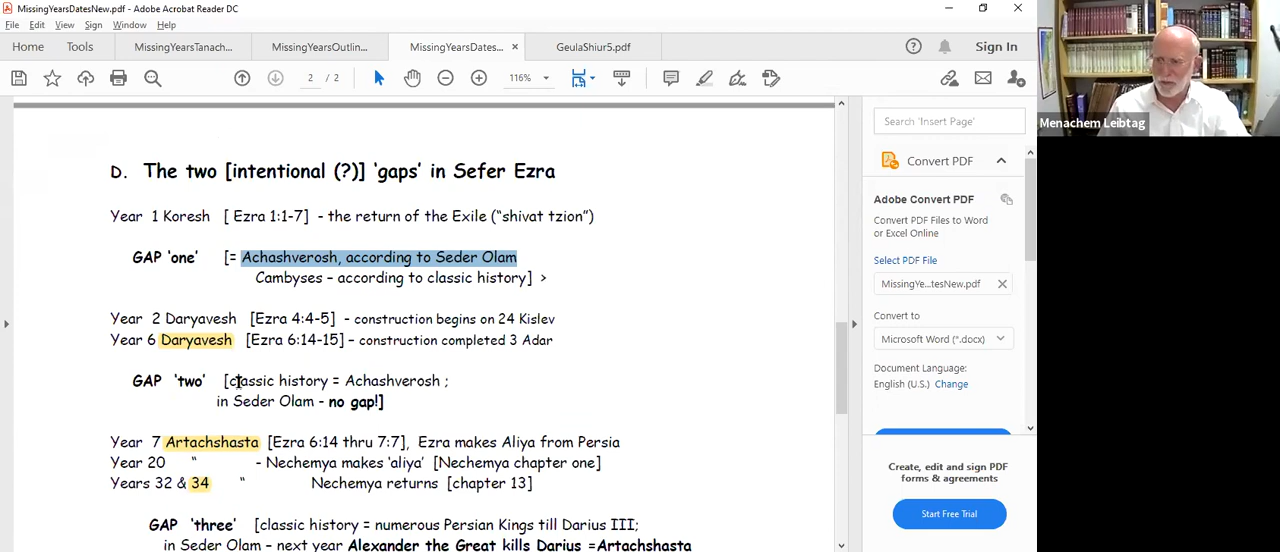 MissingYearsDatesNew.pdf - Adobe Acrobat Reader DC
File Edit View Sign Window Help
Home Tools MissingYearsTanach... MissingYearsOutlin... MissingYearsDates... × GeulaShiur5.pdf Sign In
2 / 2 116%
Search 'Insert Page'
Menachem Leibtag
D. The two [intentional (?)] 'gaps' in Sefer Ezra
Year 1 Koresh [ Ezra 1:1-7] - the return of the Exile ("shivat tzion")
GAP 'one' [= Achashverosh, according to Seder Olam
Cambyses – according to classic history] >
Year 2 Daryavesh [Ezra 4:4-5] - construction begins on 24 Kislev
Year 6 Daryavesh [Ezra 6:14-15] – construction completed 3 Adar
GAP 'two' [classic history = Achashverosh ;
in Seder Olam - no gap!]
Year 7 Artachshasta [Ezra 6:14 thru 7:7], Ezra makes Aliya from Persia
Year 20 " - Nechemya makes 'aliya' [Nechemya chapter one]
Years 32 & 34 " Nechemya returns [chapter 13]
GAP 'three' [classic history = numerous Persian Kings till Darius III;
in Seder Olam – next year Alexander the Great kills Darius =Artachshasta
Convert PDF
Adobe Convert PDF
Convert PDF Files to Word
or Excel Online
Select PDF File
MissingYe...tesNew.pdf
Convert to
Microsoft Word (*.docx)
Document Language:
English (U.S.) Change
Create, edit and sign PDF
forms & agreements
Start Free Trial